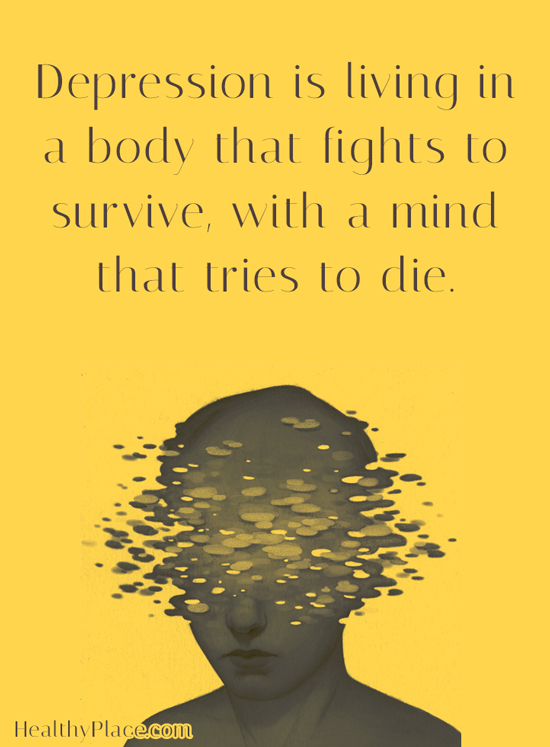 Depression is living in
a body that fights to
survive, with a mind
that tries to die.
HealthyPlace.com